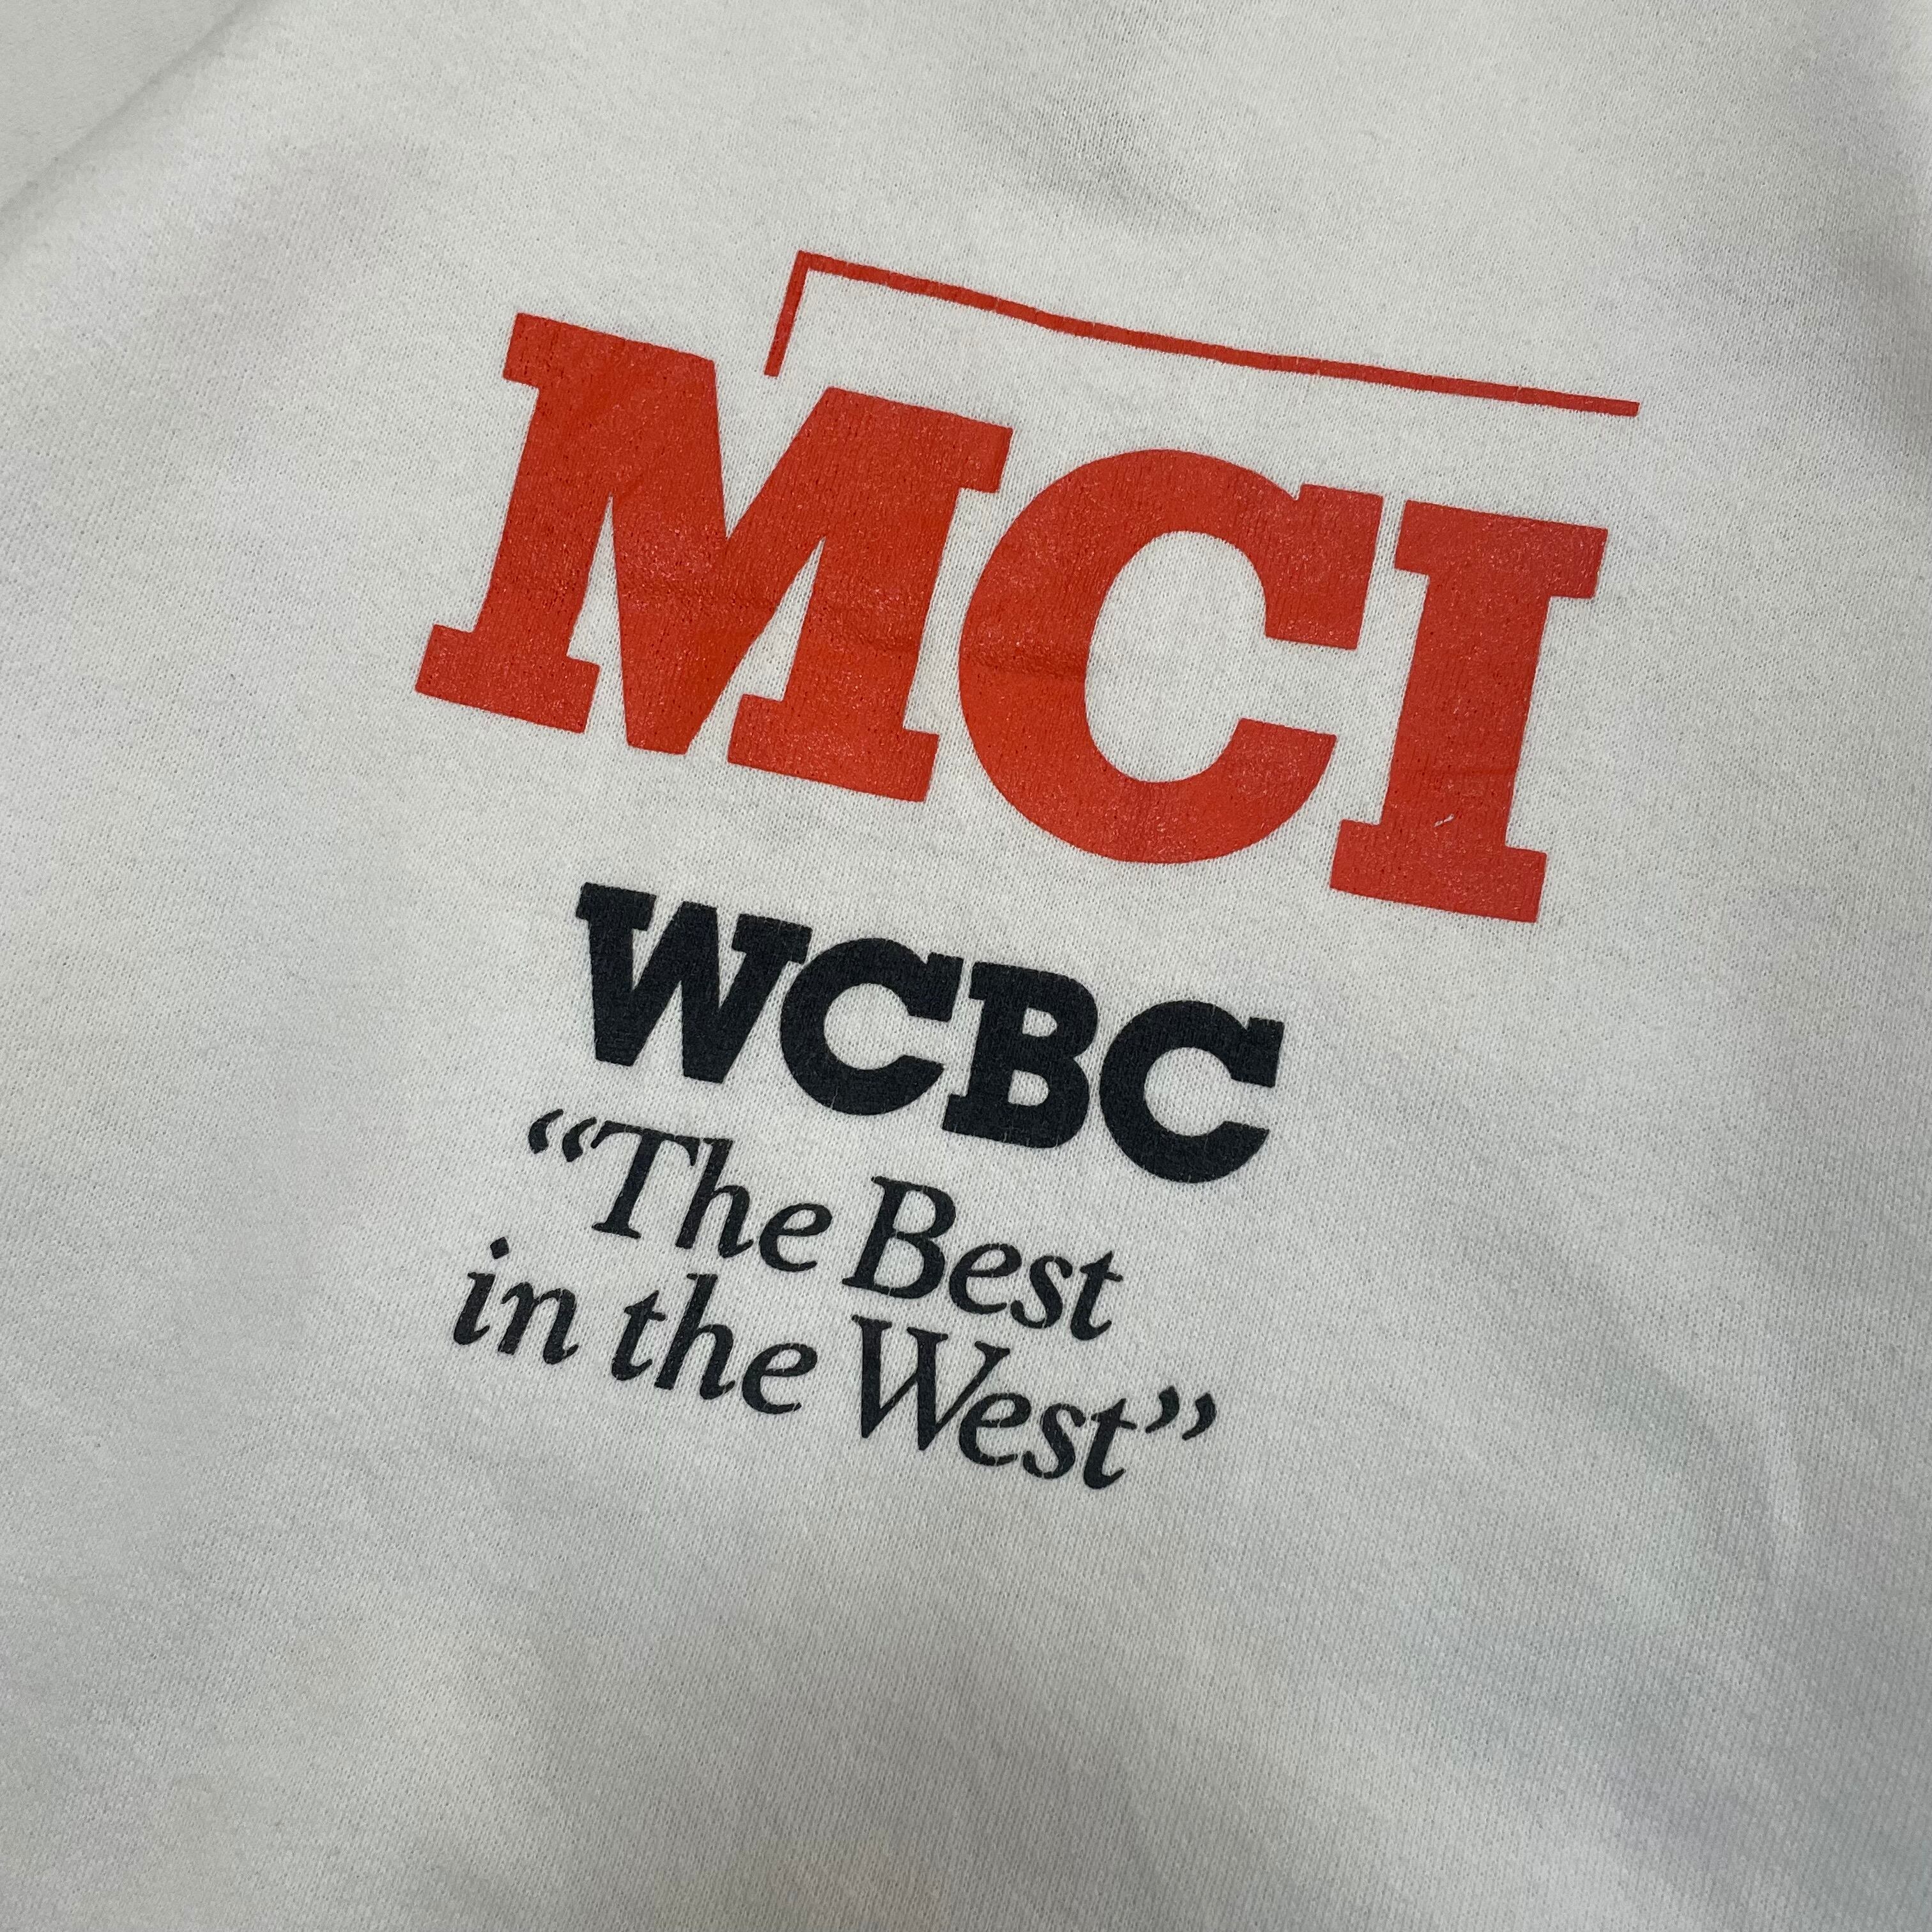 MCI
WCBC
“The Best
in the West”